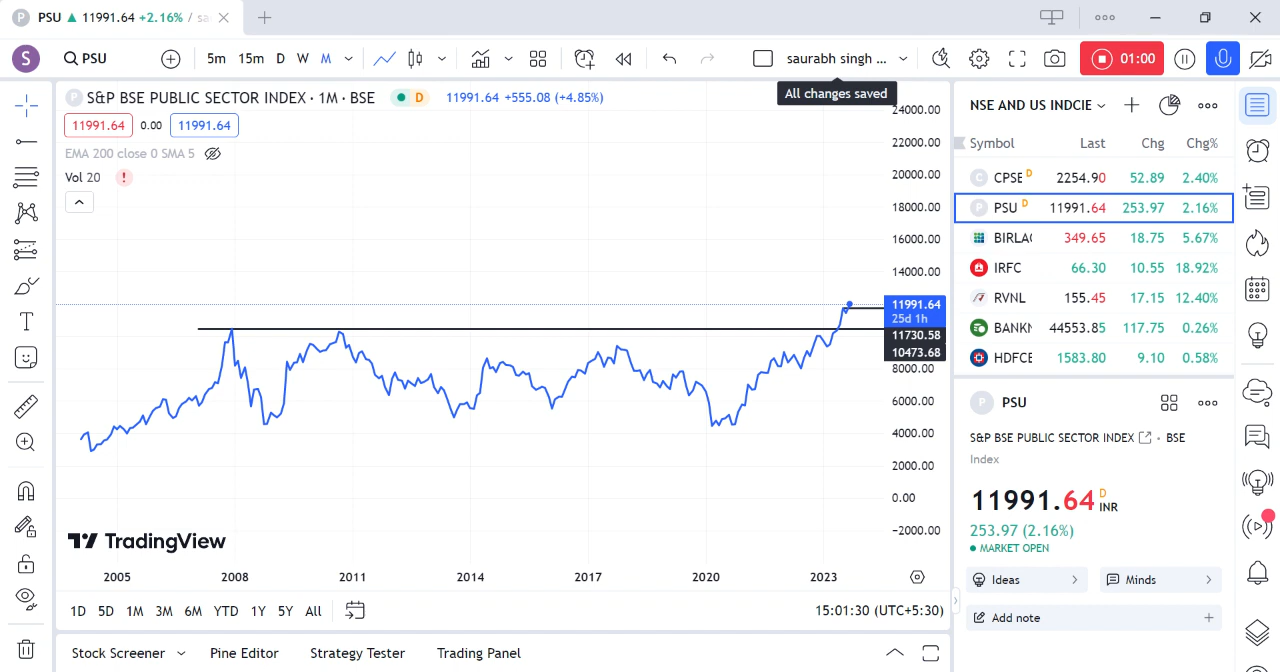 P PSU ▲ 11991.64 +2.16% / sa
S PSU 5m 15m D W M saurabh singh ... 01:00
All changes saved
P S&P BSE PUBLIC SECTOR INDEX · 1M · BSE D 11991.64 +555.08 (+4.85%)
11991.64 0.00 11991.64
EMA 200 close 0 SMA 5
Vol 20 !
24000.00
22000.00
20000.00
18000.00
16000.00
14000.00
11991.64
25d 1h
11730.58
10473.68
8000.00
6000.00
4000.00
2000.00
0.00
−2000.00
TradingView
2005 2008 2011 2014 2017 2020 2023
1D 5D 1M 3M 6M YTD 1Y 5Y All 15:01:30 (UTC+5:30)
Stock Screener Pine Editor Strategy Tester Trading Panel
NSE AND US INDCIE
Symbol Last Chg Chg%
C CPSE D 2254.90 52.89 2.40%
P PSU D 11991.64 253.97 2.16%
BIRLAC 349.65 18.75 5.67%
IRFC 66.30 10.55 18.92%
RVNL 155.45 17.15 12.40%
BANKN 44553.85 117.75 0.26%
HDFCB 1583.80 9.10 0.58%
P PSU
S&P BSE PUBLIC SECTOR INDEX · BSE
Index
11991.64 D INR
253.97 (2.16%)
MARKET OPEN
Ideas Minds
Add note